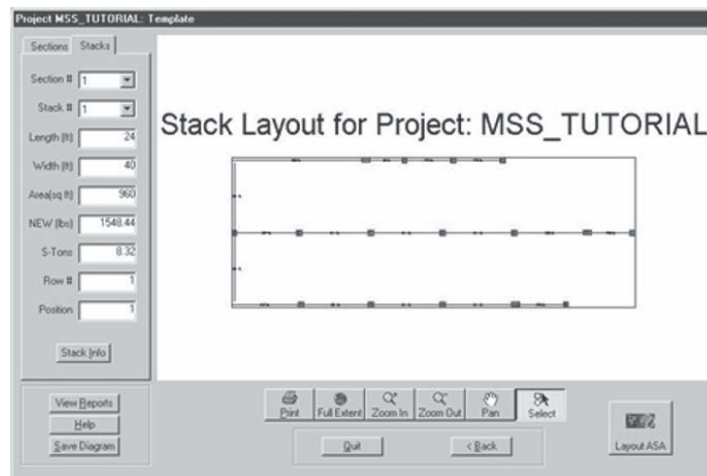 Project MSS_TUTORIAL: Template
Sections Stacks
Section # 1
Stack # 1
Length (ft) 24
Width (ft) 40
Area(sq ft) 960
NEW (lbs) 1548.44
S-Tons 8.32
Row # 1
Position 1
Stack Info
View Reports
Help
Save Diagram
Stack Layout for Project: MSS_TUTORIAL
Print Full Extent Zoom In Zoom Out Pan Select
Quit < Back
Layout ASA